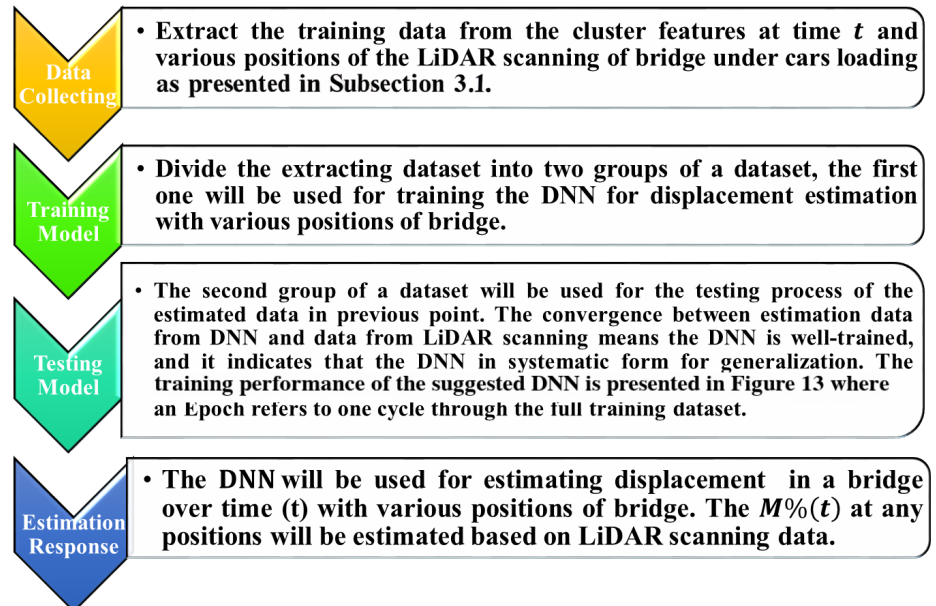 Data
Collecting
• Extract the training data from the cluster features at time t and
various positions of the LiDAR scanning of bridge under cars loading
as presented in Subsection 3.1.
Training
Model
• Divide the extracting dataset into two groups of a dataset, the first
one will be used for training the DNN for displacement estimation
with various positions of bridge.
Testing
Model
• The second group of a dataset will be used for the testing process of the
estimated data in previous point. The convergence between estimation data
from DNN and data from LiDAR scanning means the DNN is well-trained,
and it indicates that the DNN in systematic form for generalization. The
training performance of the suggested DNN is presented in Figure 13 where
an Epoch refers to one cycle through the full training dataset.
Estimation
Response
• The DNN will be used for estimating displacement in a bridge
over time (t) with various positions of bridge. The M%(t) at any
positions will be estimated based on LiDAR scanning data.